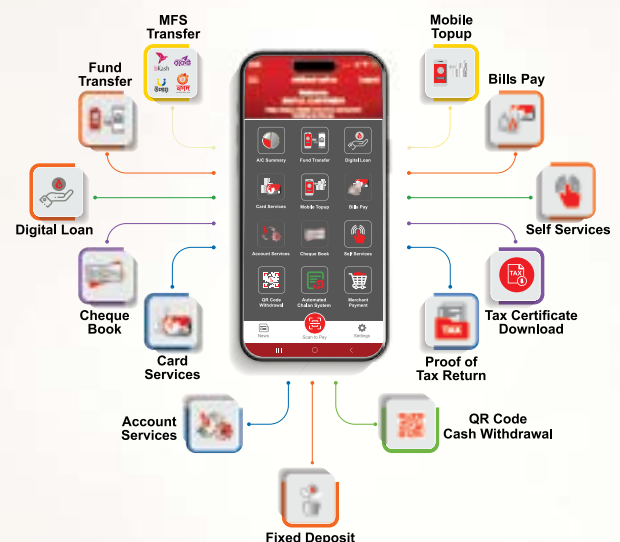 MFS
Transfer
bKash
Fund
Transfer
Digital Loan
Cheque
Book
Card
Services
Account
Services
Fixed Deposit
Mobile
Topup
Bills Pay
Self Services
TAX
Tax Certificate
Download
TAX
Proof of
Tax Return
QR Code
Cash Withdrawal
A/C Summary
Fund Transfer
Digital Loan
Card Services
Mobile Topup
Bills Pay
Account Services
Cheque Book
Self Services
QR Code
Withdrawal
Automated
Chalan System
Merchant
Payment
News
Scan to Pay
Settings